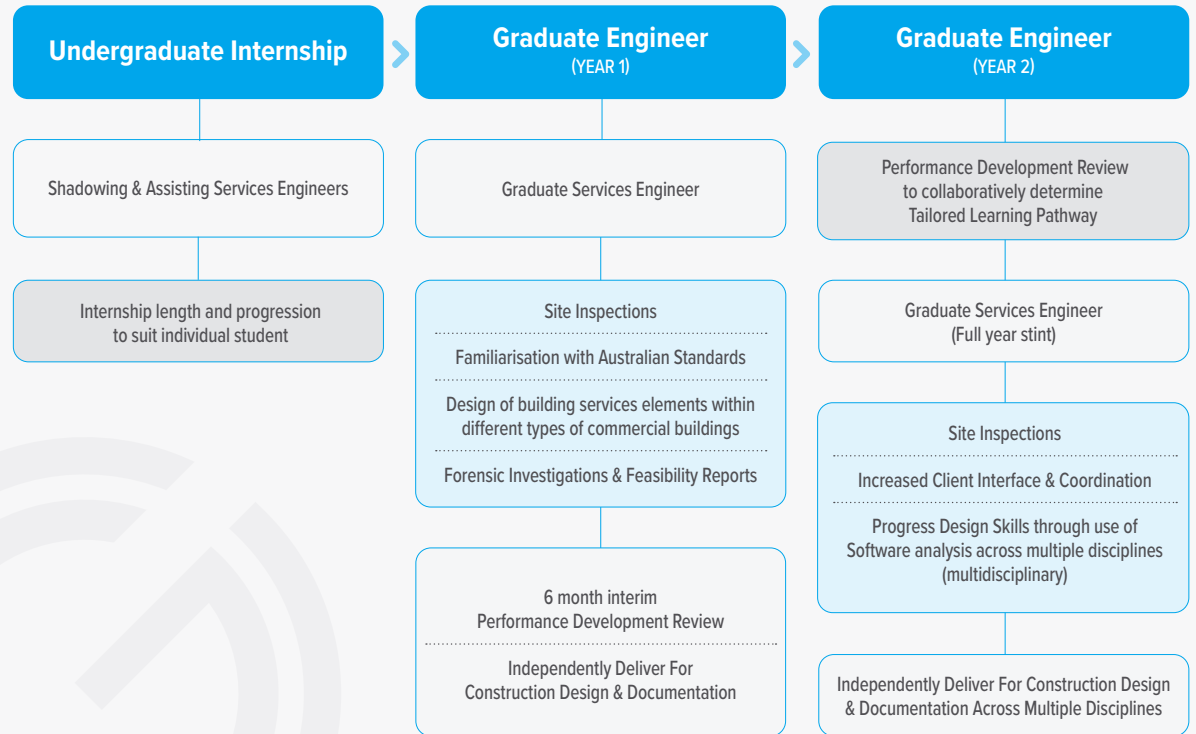 Undergraduate Internship
Shadowing & Assisting Services Engineers
Internship length and progression
to suit individual student
Graduate Engineer
(YEAR 1)
Graduate Services Engineer
Site Inspections
Familiarisation with Australian Standards
Design of building services elements within
different types of commercial buildings
Forensic Investigations & Feasibility Reports
6 month interim
Performance Development Review
Independently Deliver For
Construction Design & Documentation
Graduate Engineer
(YEAR 2)
Performance Development Review
to collaboratively determine
Tailored Learning Pathway
Graduate Services Engineer
(Full year stint)
Site Inspections
Increased Client Interface & Coordination
Progress Design Skills through use of
Software analysis across multiple disciplines
(multidisciplinary)
Independently Deliver For Construction Design
& Documentation Across Multiple Disciplines